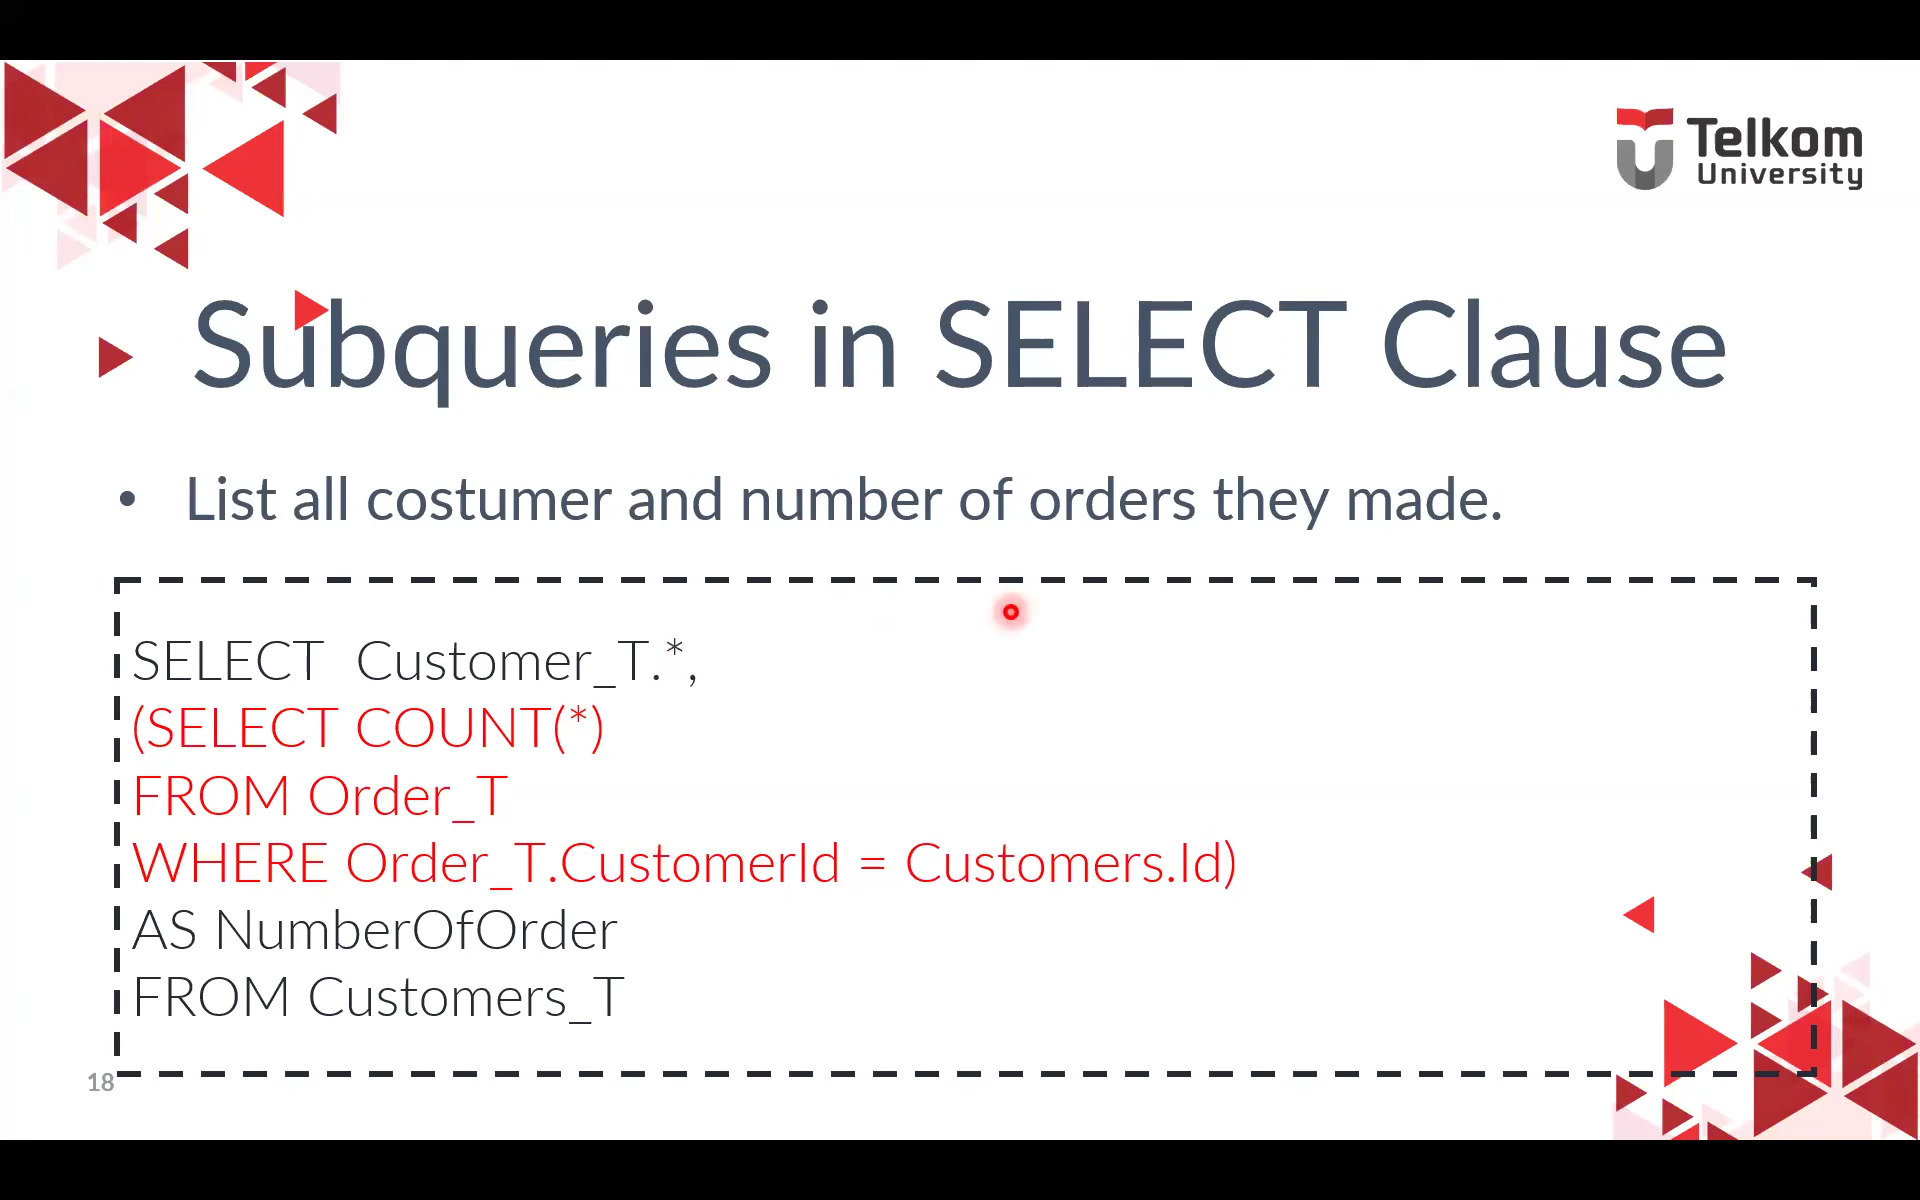 Telkom
University
Subqueries in SELECT Clause
• List all costumer and number of orders they made.
SELECT  Customer_T.*,
(SELECT COUNT(*)
FROM Order_T
WHERE Order_T.CustomerId = Customers.Id)
AS NumberOfOrder
FROM Customers_T
18